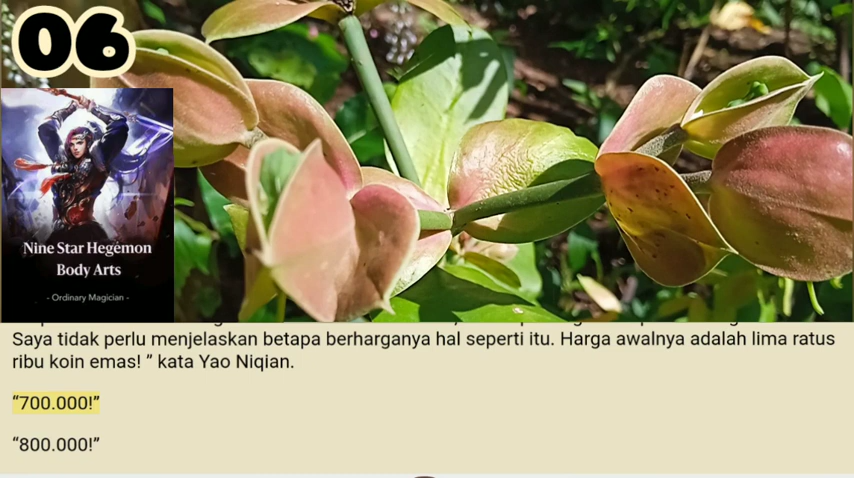 06
Nine Star Hegemon
Body Arts
- Ordinary Magician -
Saya tidak perlu menjelaskan betapa berharganya hal seperti itu. Harga awalnya adalah lima ratus
ribu koin emas! ” kata Yao Niqian.
“700.000!”
“800.000!”